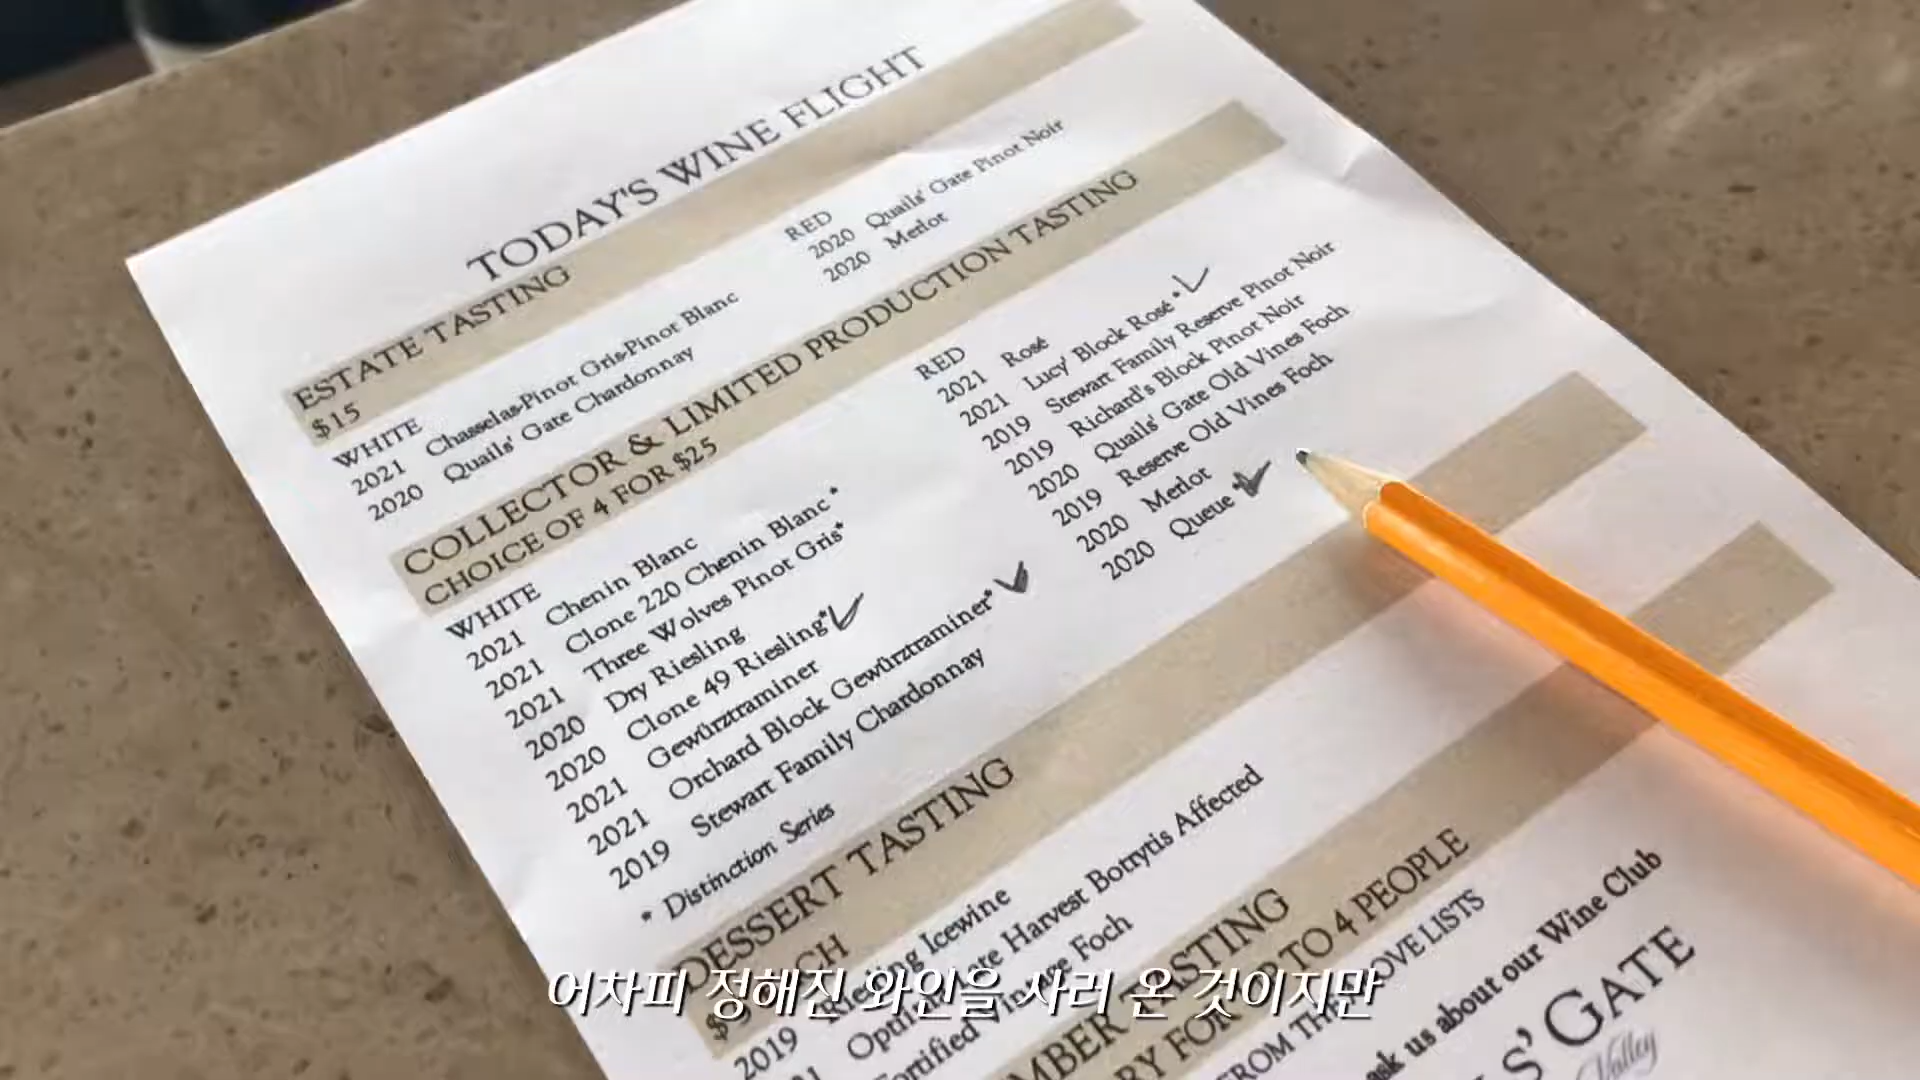 TODAY'S WINE FLIGHT
ESTATE TASTING
$15
WHITE
2021 Chasselas-Pinot Gris-Pinot Blanc
2020 Quails' Gate Chardonnay
RED
2020 Quails' Gate Pinot Noir
2020 Merlot
COLLECTOR & LIMITED PRODUCTION TASTING
CHOICE OF 4 FOR $25
WHITE
2021 Chenin Blanc
2021 Clone 220 Chenin Blanc *
2021 Three Wolves Pinot Gris*
2020 Dry Riesling
2020 Clone 49 Riesling*
2021 Gewürztraminer
2021 Orchard Block Gewürztraminer*
2019 Stewart Family Chardonnay
* Distinction Series
RED
2021 Rosé
2021 Lucy' Block Rosé *
2019 Stewart Family Reserve Pinot Noir
2019 Richard's Block Pinot Noir
2020 Quails' Gate Old Vines Foch
2019 Reserve Old Vines Foch
2020 Merlot
2020 Queue *
DESSERT TASTING
2019 Riesling Icewine
Harvest Botrytis Affected
Foch
TASTING
FOR UP TO 4 PEOPLE
FROM THE ABOVE LISTS
ask us about our Wine Club
GATE
Valley
어차피 정해진 와인을 사러 온 것이지만